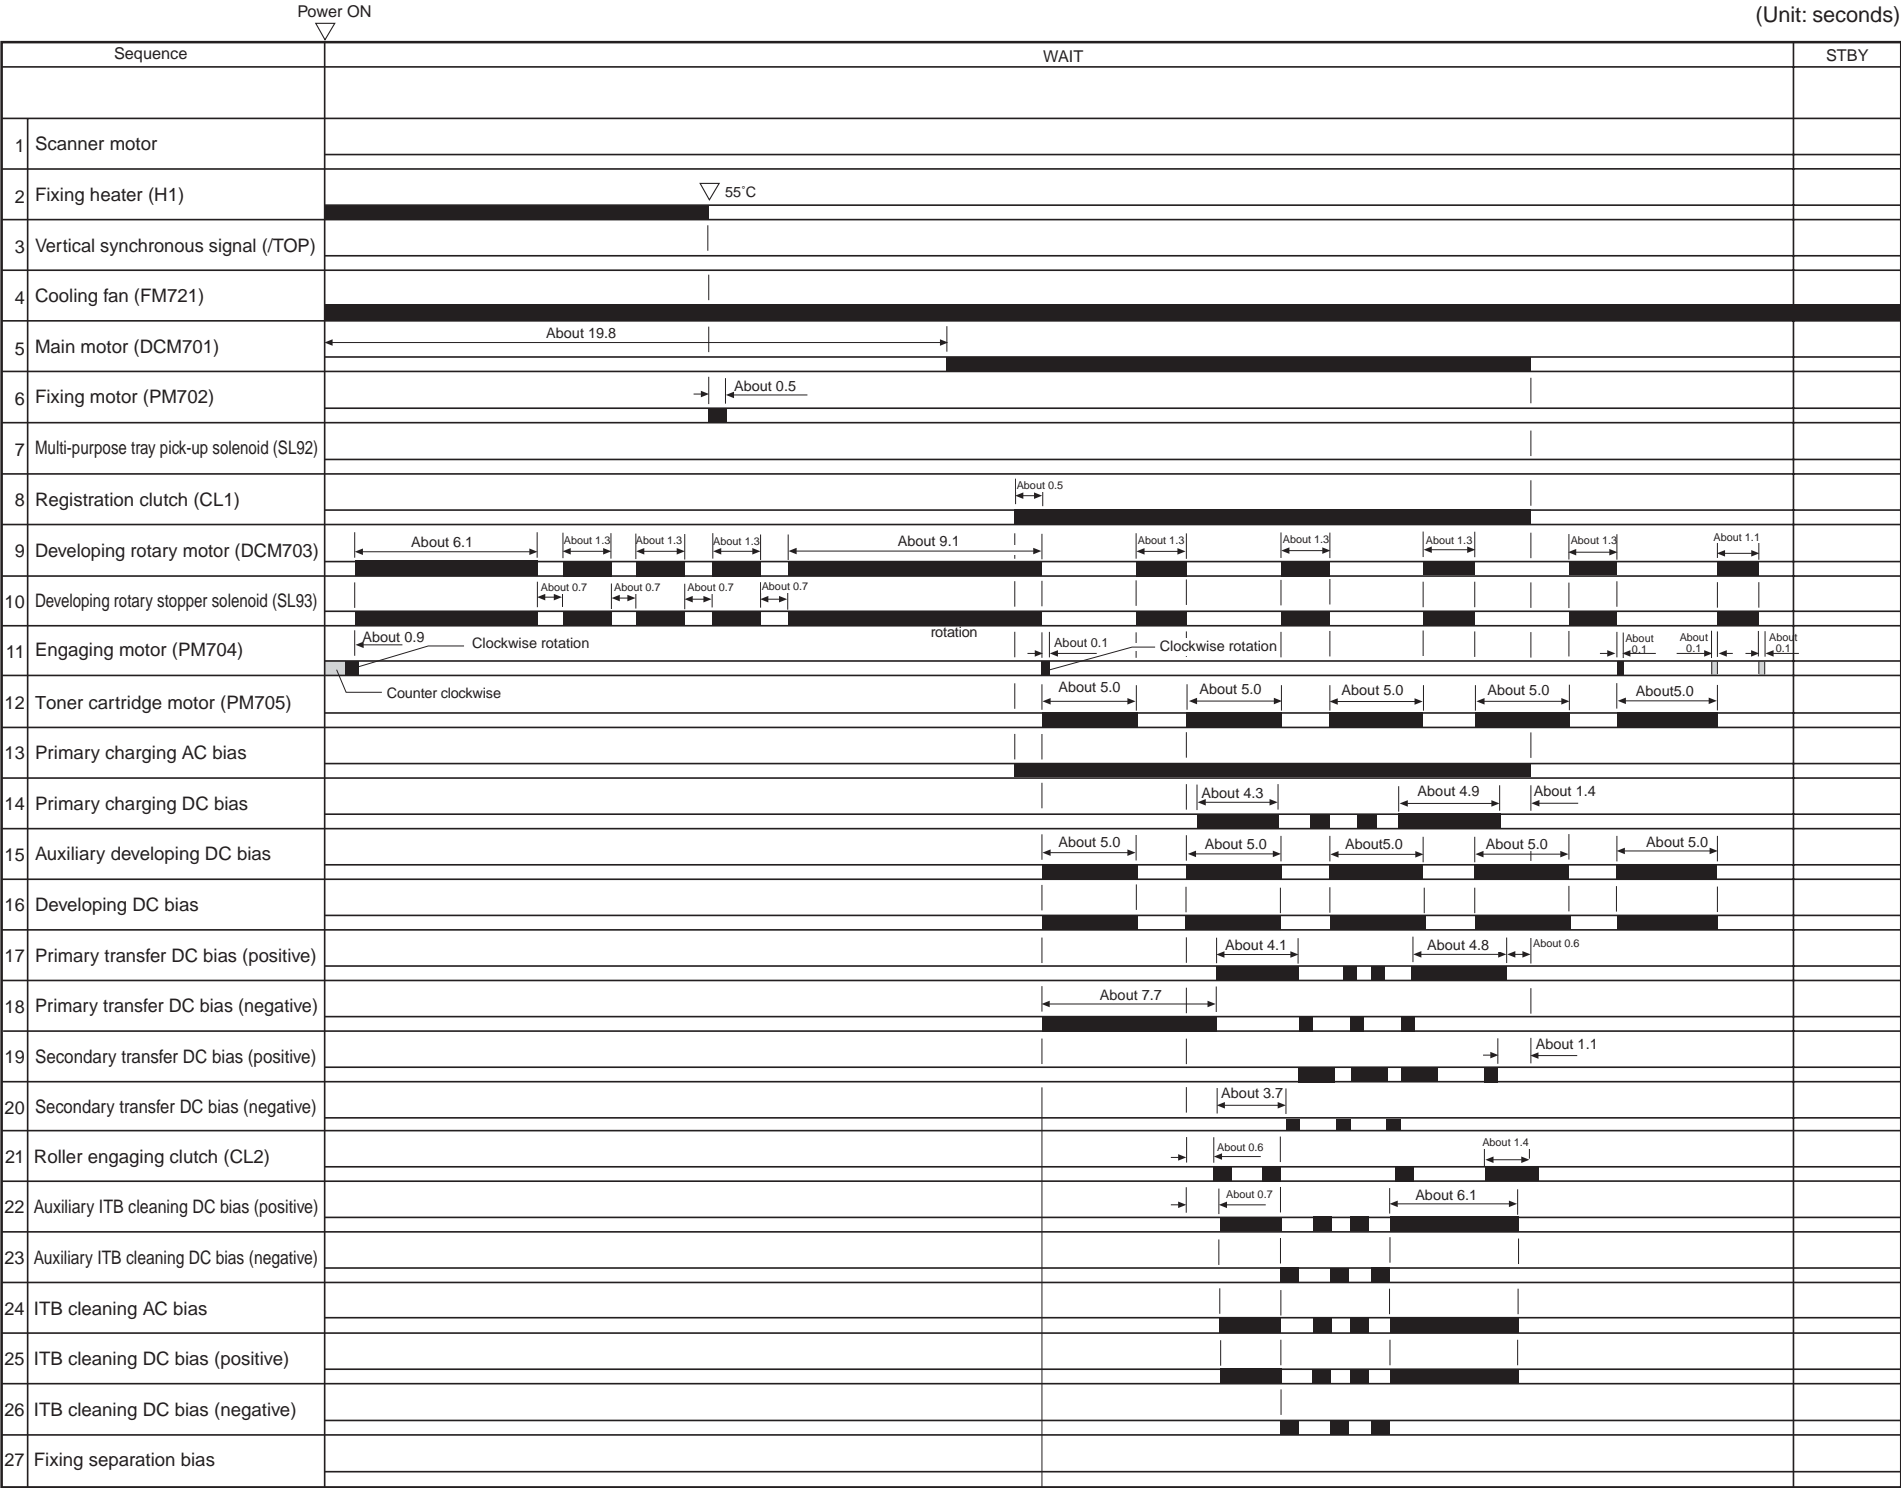 Power ON
(Unit: seconds)
Sequence
WAIT
STBY
1 Scanner motor
2 Fixing heater (H1)
55˚C
3 Vertical synchronous signal (/TOP)
4 Cooling fan (FM721)
5 Main motor (DCM701)
About 19.8
6 Fixing motor (PM702)
About 0.5
7 Multi-purpose tray pick-up solenoid (SL92)
8 Registration clutch (CL1)
About 0.5
9 Developing rotary motor (DCM703)
About 6.1 About 1.3 About 1.3 About 1.3 About 9.1 About 1.3 About 1.3 About 1.3 About 1.3 About 1.1
10 Developing rotary stopper solenoid (SL93)
About 0.7 About 0.7 About 0.7 About 0.7
11 Engaging motor (PM704)
About 0.9 Clockwise rotation rotation About 0.1 Clockwise rotation About 0.1 About 0.1 About 0.1
Counter clockwise
12 Toner cartridge motor (PM705)
About 5.0 About 5.0 About 5.0 About 5.0 About5.0
13 Primary charging AC bias
14 Primary charging DC bias
About 4.3 About 4.9 About 1.4
15 Auxiliary developing DC bias
About 5.0 About 5.0 About5.0 About 5.0 About 5.0
16 Developing DC bias
17 Primary transfer DC bias (positive)
About 4.1 About 4.8 About 0.6
18 Primary transfer DC bias (negative)
About 7.7
19 Secondary transfer DC bias (positive)
About 1.1
20 Secondary transfer DC bias (negative)
About 3.7
21 Roller engaging clutch (CL2)
About 0.6 About 1.4
22 Auxiliary ITB cleaning DC bias (positive)
About 0.7 About 6.1
23 Auxiliary ITB cleaning DC bias (negative)
24 ITB cleaning AC bias
25 ITB cleaning DC bias (positive)
26 ITB cleaning DC bias (negative)
27 Fixing separation bias